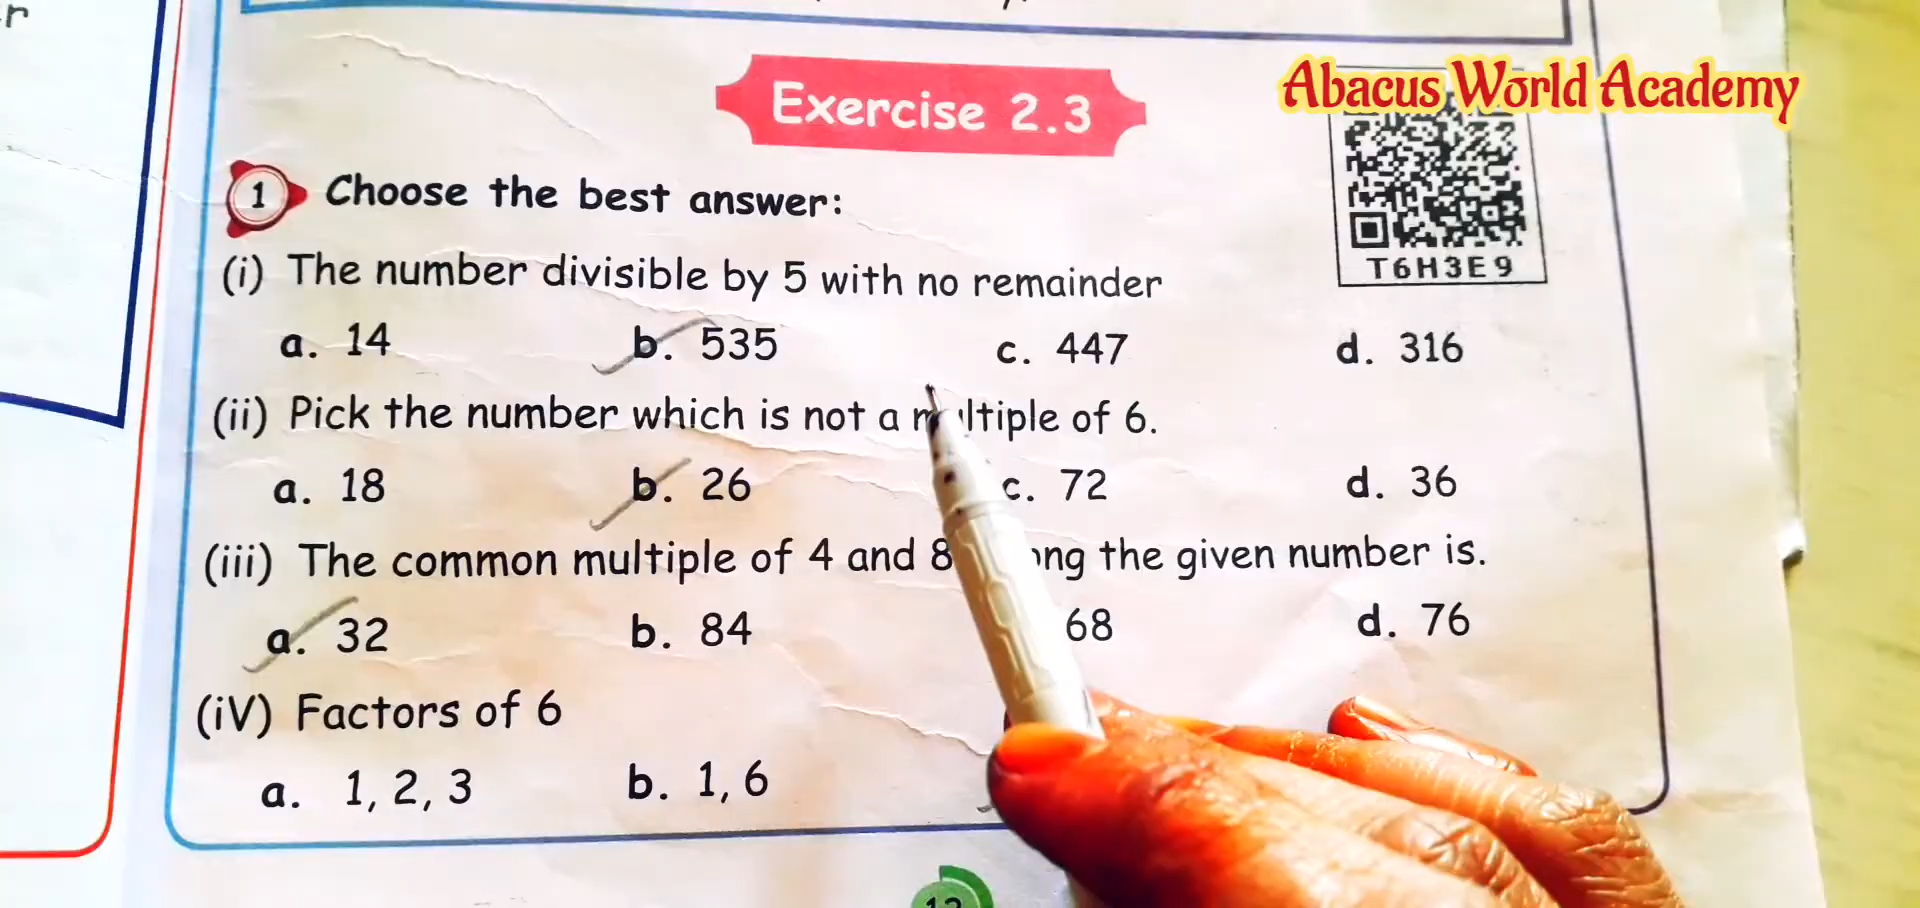 r
Abacus World Academy
Exercise 2.3
T6H3E9
1 Choose the best answer:
(i) The number divisible by 5 with no remainder
a. 14 b. 535 c. 447 d. 316
(ii) Pick the number which is not a ltiple of 6.
a. 18 b. 26 c. 72 d. 36
(iii) The common multiple of 4 and 8 ng the given number is.
a. 32 b. 84 68 d. 76
(iV) Factors of 6
a. 1, 2, 3 b. 1, 6